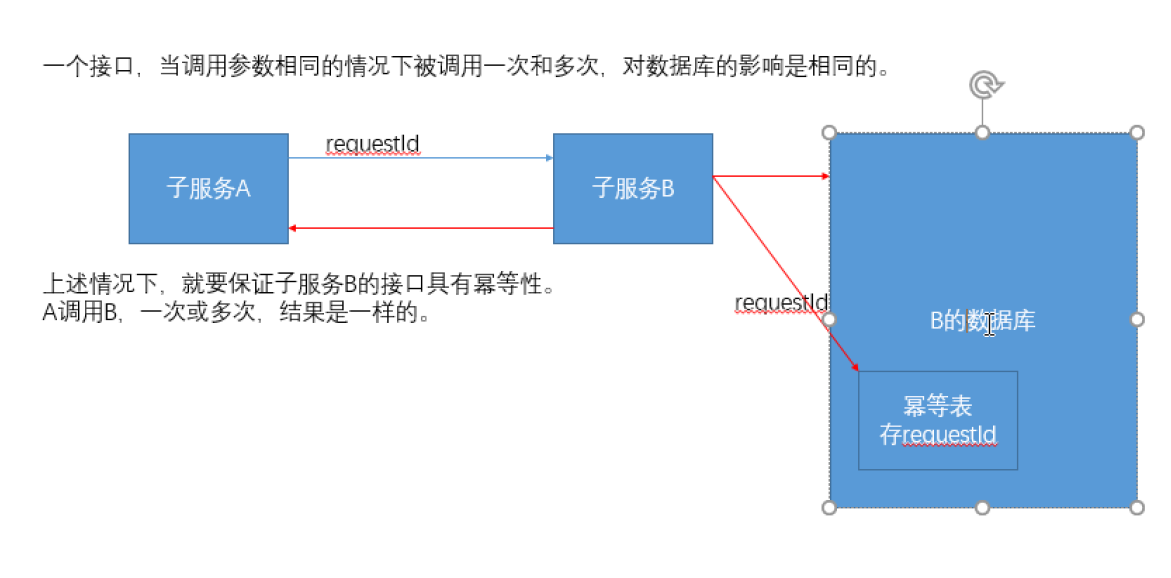 一个接口，当调用参数相同的情况下被调用一次和多次，对数据库的影响是相同的。
requestId
子服务A
子服务B
上述情况下，就要保证子服务B的接口具有幂等性。
A调用B，一次或多次，结果是一样的。
requestId
B的数据库
幂等表
存requestId